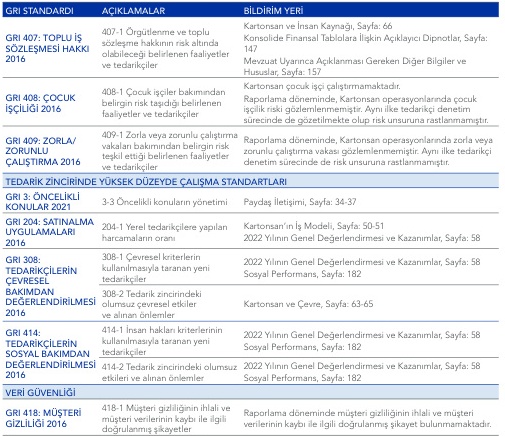 GRI STANDARDI AÇIKLAMALAR BİLDİRİM YERİ
GRI 407: TOPLU İŞ
SÖZLEŞMESİ HAKKI
2016
407-1 Örgütlenme ve toplu
sözleşme hakkının risk altında
olabileceği belirlenen faaliyetler
ve tedarikçiler
Kartonsan ve İnsan Kaynağı, Sayfa: 66
Konsolide Finansal Tablolara İlişkin Açıklayıcı Dipnotlar, Sayfa:
147
Mevzuat Uyarınca Açıklanması Gereken Diğer Bilgiler ve
Hususlar, Sayfa: 157
GRI 408: ÇOCUK
İŞÇİLİĞİ 2016
408-1 Çocuk işçiler bakımından
belirgin risk taşıdığı belirlenen
faaliyetler ve tedarikçiler
Kartonsan çocuk işçi çalıştırmamaktadır.
Raporlama döneminde, Kartonsan operasyonlarında çocuk
işçilik riski gözlemlenmemiştir. Aynı ilke tedarikçi denetim
sürecinde de gözetilmekte olup risk unsuruna rastlanmamıştır.
GRI 409: ZORLA/
ZORUNLU
ÇALIŞTIRMA 2016
409-1 Zorla veya zorunlu çalıştırma
vakaları bakımından belirgin risk
teşkil ettiği belirlenen faaliyetler
ve tedarikçiler
Raporlama döneminde, Kartonsan operasyonlarında zorla veya
zorunlu çalıştırma vakası gözlemlenmemiştir. Aynı ilke tedarikçi
denetim sürecinde de risk unsuruna rastlanmamıştır.
TEDARİK ZİNCİRİNDE YÜKSEK DÜZEYDE ÇALIŞMA STANDARTLARI
GRI 3: ÖNCELİKLİ
KONULAR 2021
3-3 Öncelikli konuların yönetimi
Paydaş İletişimi, Sayfa: 34-37
GRI 204: SATINALMA
UYGULAMALARI
2016
204-1 Yerel tedarikçilere yapılan
harcamaların oranı
Kartonsan'ın İş Modeli, Sayfa: 50-51
2022 Yılının Genel Değerlendirmesi ve Kazanımlar, Sayfa: 58
GRI 308:
TEDARİKÇİLERİN
ÇEVRESEL
BAKIMDAN
DEĞERLENDİRİLMESİ
2016
308-1 Çevresel kriterlerin
kullanılmasıyla taranan yeni
tedarikçiler
2022 Yılının Genel Değerlendirmesi ve Kazanımlar, Sayfa: 58
Sosyal Performans, Sayfa: 182
308-2 Tedarik zincirindeki
olumsuz çevresel etkiler
ve alınan önlemler
Kartonsan ve Çevre, Sayfa: 63-65
GRI 414:
TEDARİKÇİLERİN
SOSYAL BAKIMDAN
DEĞERLENDİRİLMESİ
2016
414-1 İnsan hakları kriterlerinin
kullanılmasıyla taranan yeni
tedarikçiler
2022 Yılının Genel Değerlendirmesi ve Kazanımlar, Sayfa: 58
Sosyal Performans, Sayfa: 182
414-2 Tedarik zincirindeki olumsuz
etkileri ve alınan önlemler
2022 Yılının Genel Değerlendirmesi ve Kazanımlar, Sayfa: 58
Sosyal Performans, Sayfa: 182
VERİ GÜVENLİĞİ
GRI 418: MÜŞTERİ
GİZLİLİĞİ 2016
418-1 Müşteri gizliliğinin ihlali ve
müşteri verilerinin kaybı ile ilgili
doğrulanmış şikayetler
Raporlama döneminde müşteri gizliliğinin ihlali ve müşteri
verilerinin kaybı ile ilgili doğrulanmış şikayet bulunmamaktadır.